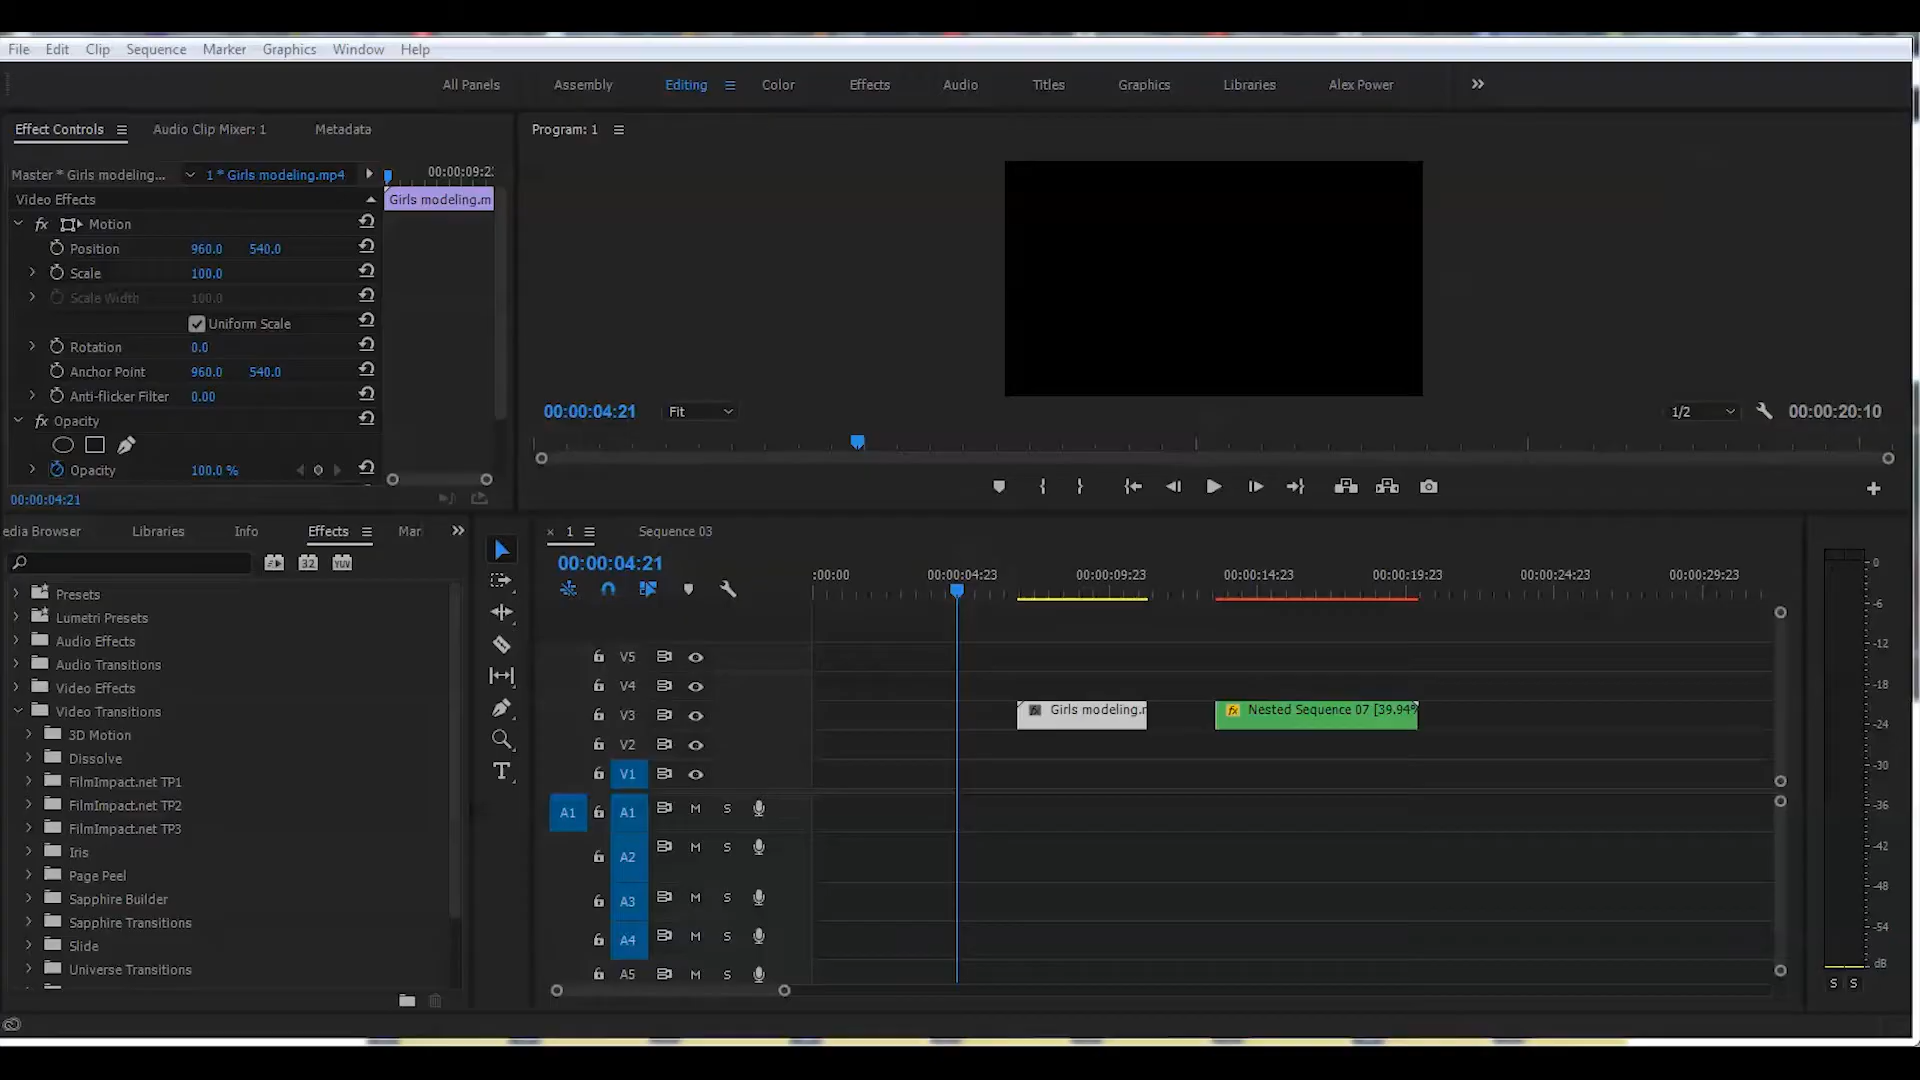 File Edit Clip Sequence Marker Graphics Window Help
All Panels Assembly Editing Color Effects Audio Titles Graphics Libraries Alex Power
Effect Controls Audio Clip Mixer: 1 Metadata
Program: 1
Master * Girls modeling... 1 * Girls modeling.mp4 00:00:09:2
Video Effects Girls modeling.m
fx Motion
Position 960.0 540.0
Scale 100.0
Scale Width 100.0
Uniform Scale
Rotation 0.0
Anchor Point 960.0 540.0
Anti-flicker Filter 0.00
fx Opacity
Opacity 100.0 %
00:00:04:21
00:00:04:21 Fit 1/2 00:00:20:10
edia Browser Libraries Info Effects Mar
32 YUV
Presets
Lumetri Presets
Audio Effects
Audio Transitions
Video Effects
Video Transitions
3D Motion
Dissolve
FilmImpact.net TP1
FilmImpact.net TP2
FilmImpact.net TP3
Iris
Page Peel
Sapphire Builder
Sapphire Transitions
Slide
Universe Transitions
T
× 1 Sequence 03
00:00:04:21
:00:00 00:00:04:23 00:00:09:23 00:00:14:23 00:00:19:23 00:00:24:23 00:00:29:23
V5
V4
V3 fx Girls modeling.m fx Nested Sequence 07 [39.94%
V2
V1
A1 A1 M S
A2 M S
A3 M S
A4 M S
A5 M S
0
-6
-12
-18
-24
-30
-36
-42
-48
-54
dB
S S